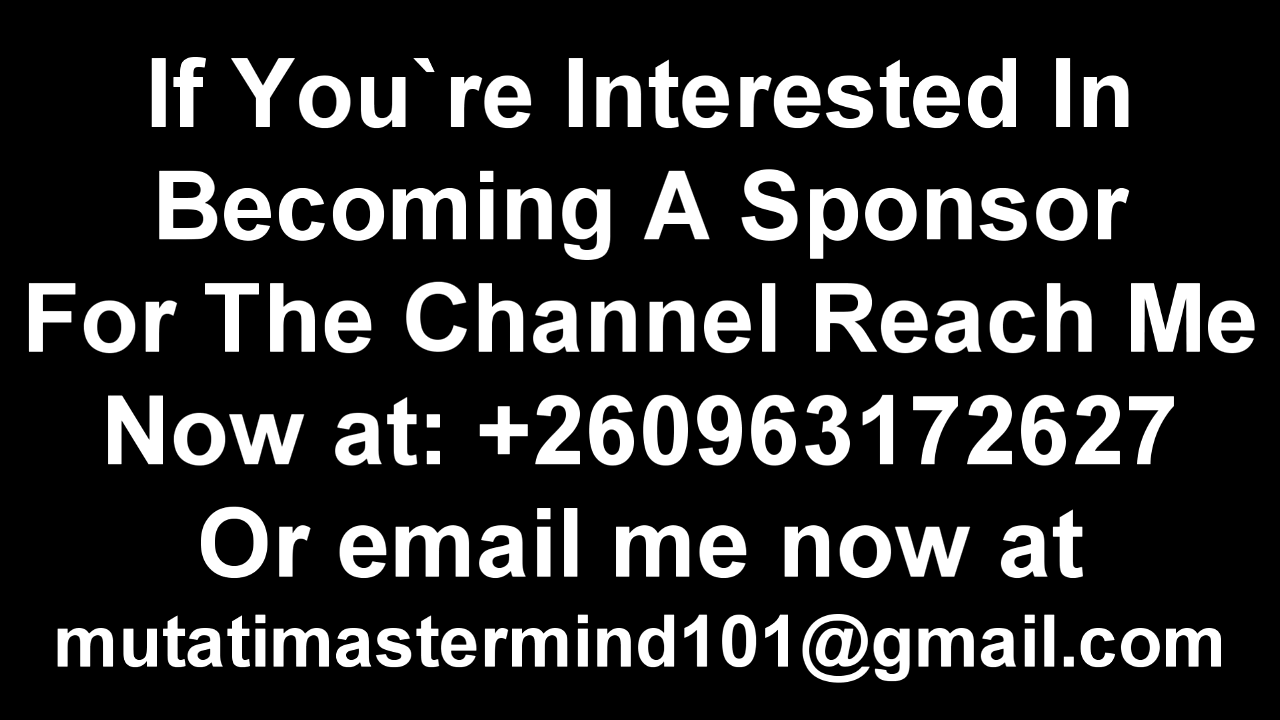 If You`re Interested In
Becoming A Sponsor
For The Channel Reach Me
Now at: +260963172627
Or email me now at
mutatimastermind101@gmail.com